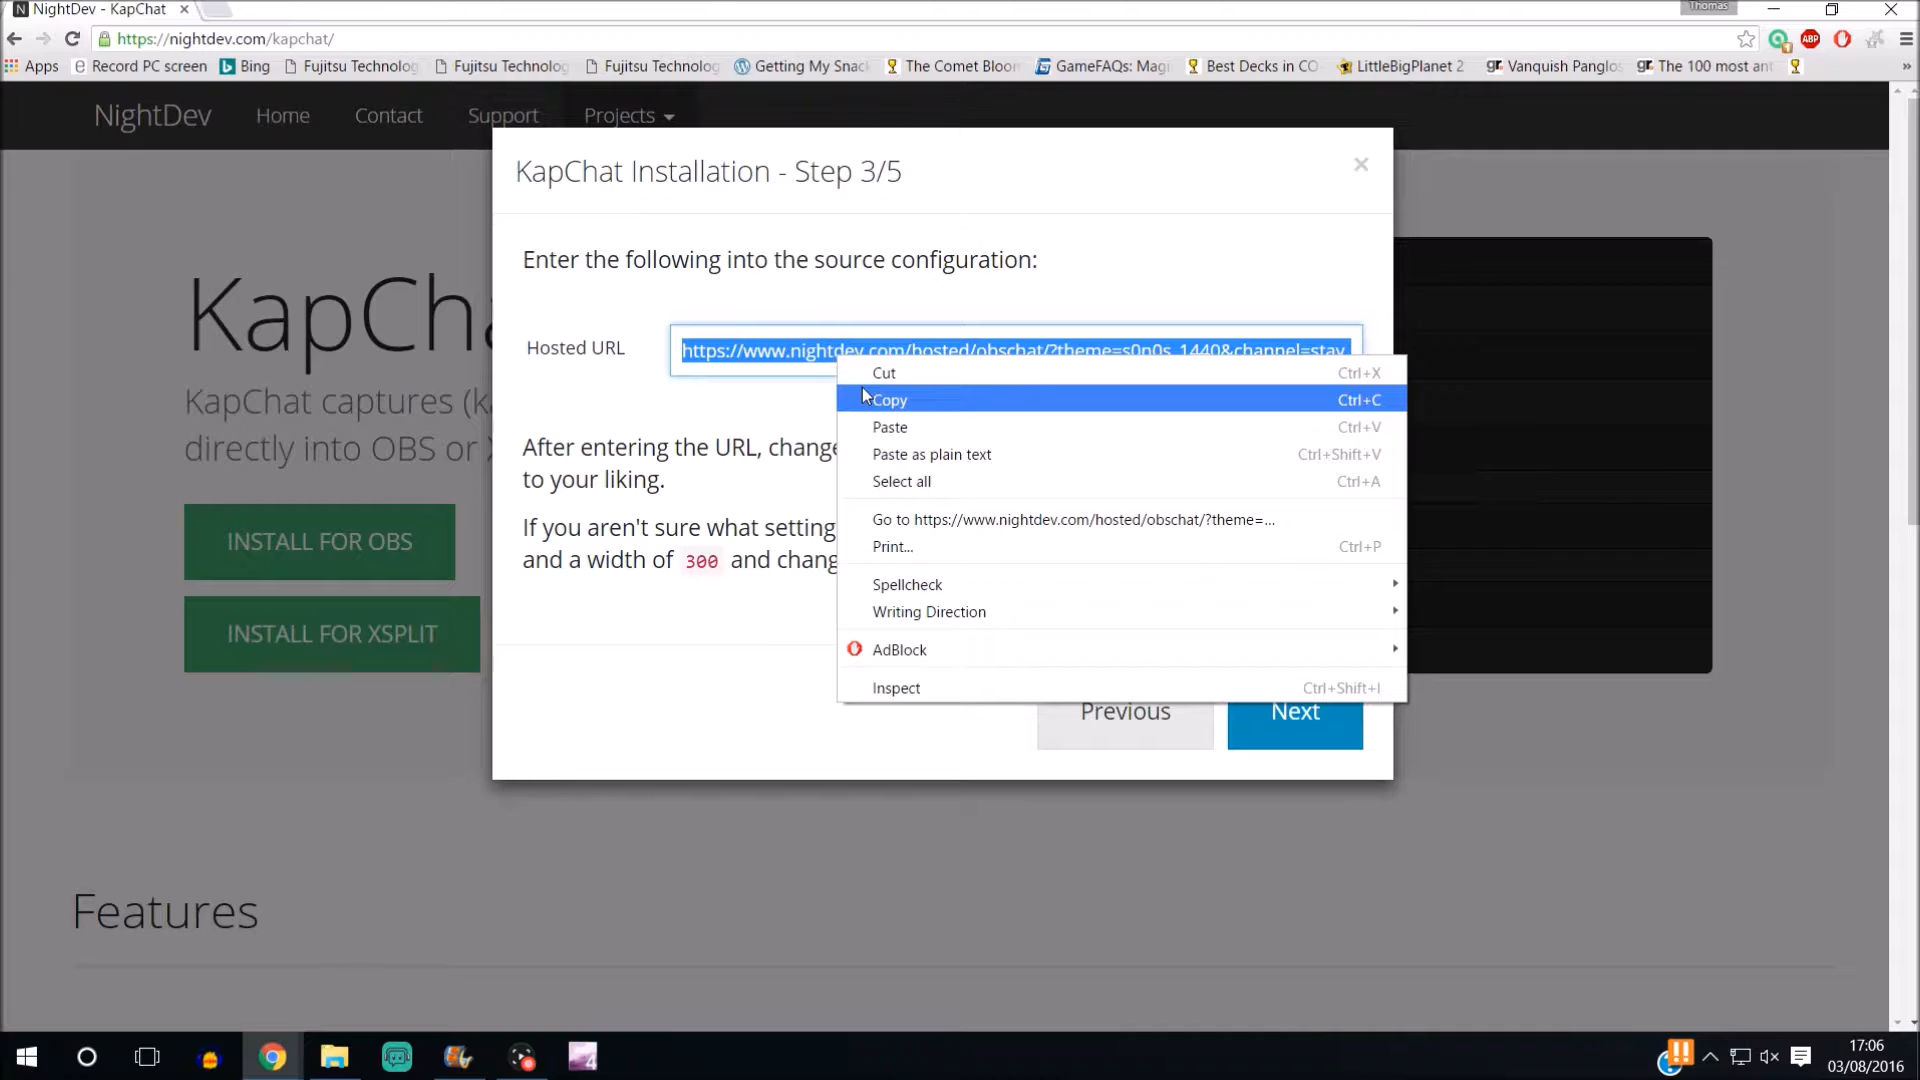 NightDev - KapChat
Thomas
https://nightdev.com/kapchat/
Apps
Record PC screen
Bing
Fujitsu Technolog
Fujitsu Technolog
Fujitsu Technolog
Getting My Snac
The Comet Bloom
GameFAQs: Magi
Best Decks in CO
LittleBigPlanet 2
Vanquish Panglos
The 100 most ant
NightDev
Home
Contact
Support
Projects
KapChat Installation - Step 3/5
Enter the following into the source configuration:
Hosted URL
https://www.nightdev.com/hosted/obschat/?theme=s0n0s_1440&channel=stay
Cut Ctrl+X
Copy Ctrl+C
Paste Ctrl+V
Paste as plain text Ctrl+Shift+V
Select all Ctrl+A
Go to https://www.nightdev.com/hosted/obschat/?theme=...
Print... Ctrl+P
Spellcheck
Writing Direction
AdBlock
Inspect Ctrl+Shift+I
After entering the URL, change
to your liking.
If you aren't sure what setting
and a width of 300 and chang
Previous
Next
KapCh
KapChat captures (k
directly into OBS or
INSTALL FOR OBS
INSTALL FOR XSPLIT
Features
17:06
03/08/2016